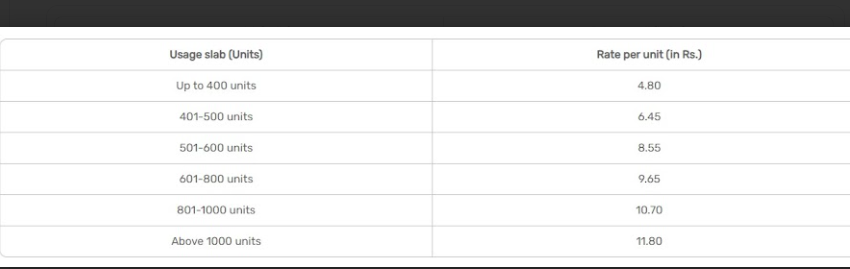 Usage slab (Units) Rate per unit (in Rs.)
Up to 400 units 4.80
401-500 units 6.45
501-600 units 8.55
601-800 units 9.65
801-1000 units 10.70
Above 1000 units 11.80